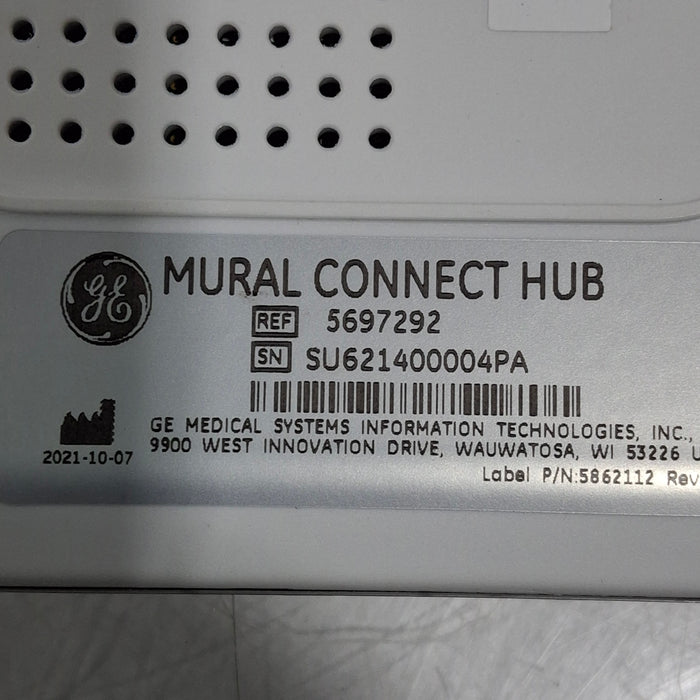 GE MURAL CONNECT HUB
REF 5697292
SN SU621400004PA
GE MEDICAL SYSTEMS INFORMATION TECHNOLOGIES, INC.,
9900 WEST INNOVATION DRIVE, WAUWATOSA, WI 53226 U
2021-10-07
Label P/N:5862112 Rev